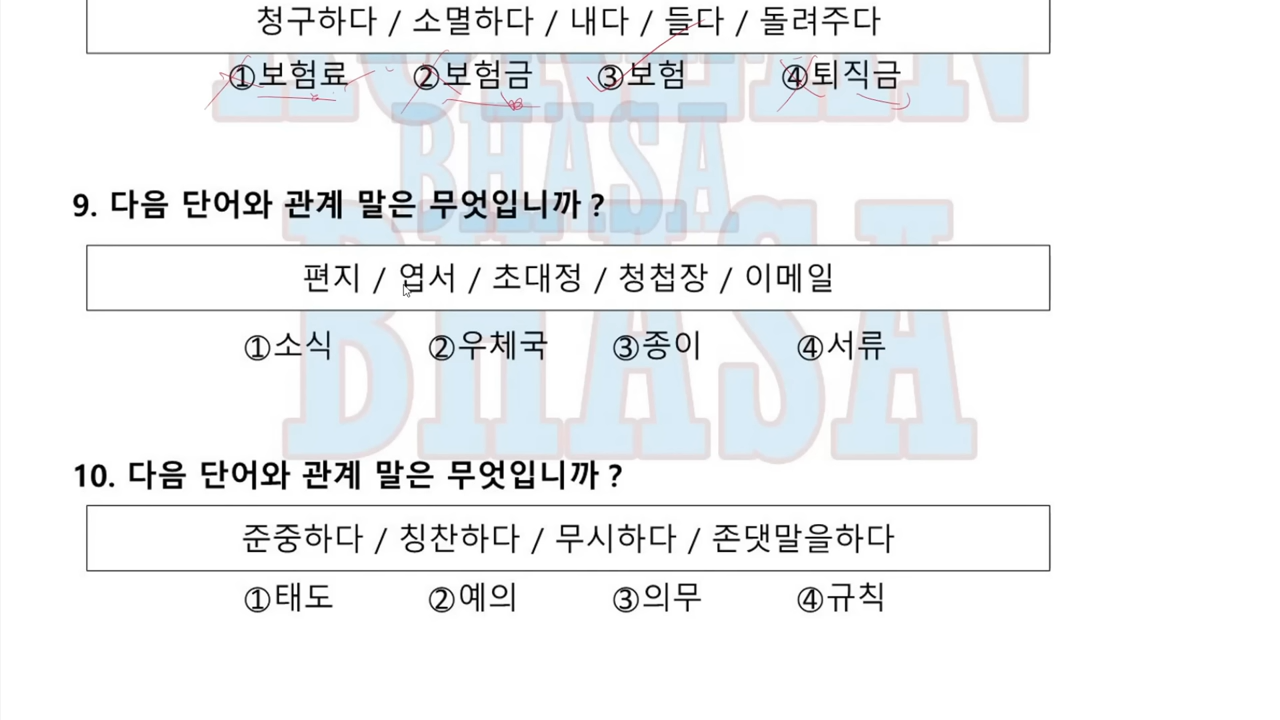 청구하다 / 소멸하다 / 내다 / 들다 / 돌려주다
①보험료 ②보험금 ③보험 ④퇴직금
9. 다음 단어와 관계 말은 무엇입니까 ?
편지 / 엽서 / 초대정 / 청첩장 / 이메일
①소식 ②우체국 ③종이 ④서류
10. 다음 단어와 관계 말은 무엇입니까 ?
준중하다 / 칭찬하다 / 무시하다 / 존댓말을하다
①태도 ②예의 ③의무 ④규칙
BHASA
BHASA
BHASA